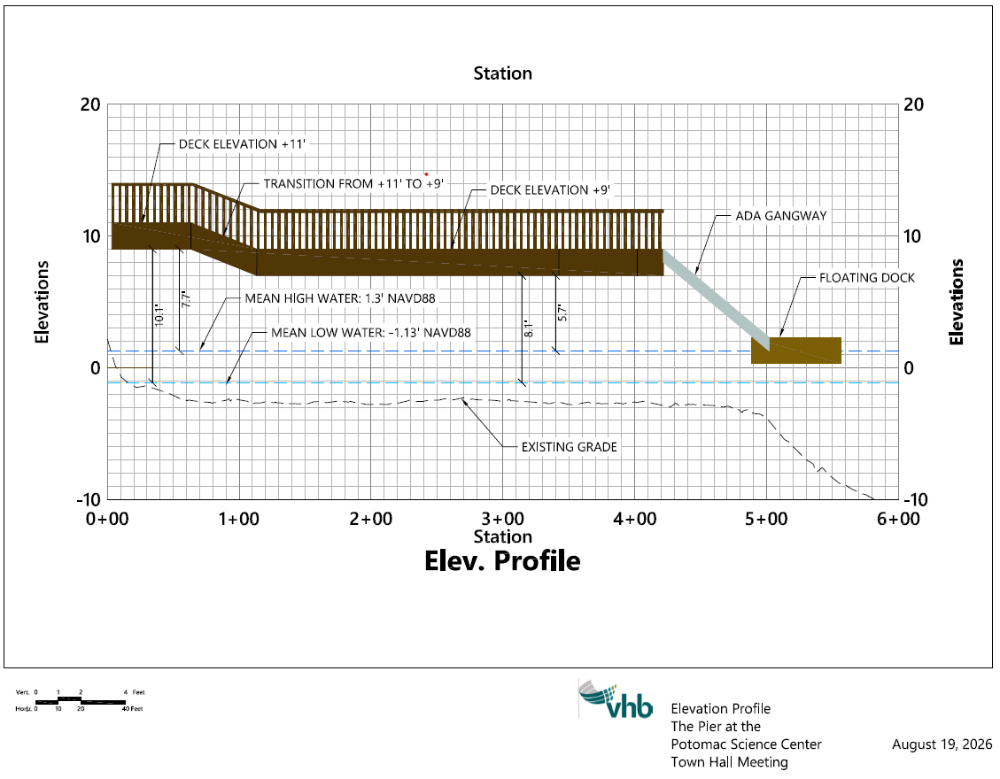 Station
20
20
DECK ELEVATION +11'
TRANSITION FROM +11' TO +9'
DECK ELEVATION +9'
ADA GANGWAY
10
10
Elevations
Elevations
FLOATING DOCK
10.1'
7.7'
MEAN HIGH WATER: 1.3' NAVD88
MEAN LOW WATER: -1.13' NAVD88
8.1'
5.7'
0
0
EXISTING GRADE
-10
-10
0+00 1+00 2+00 3+00 4+00 5+00 6+00
Station
Elev. Profile
Vert. 0 1 2 4 Feet
Horiz. 0 10 20 40 Feet
vhb
Elevation Profile
The Pier at the
Potomac Science Center August 19, 2026
Town Hall Meeting